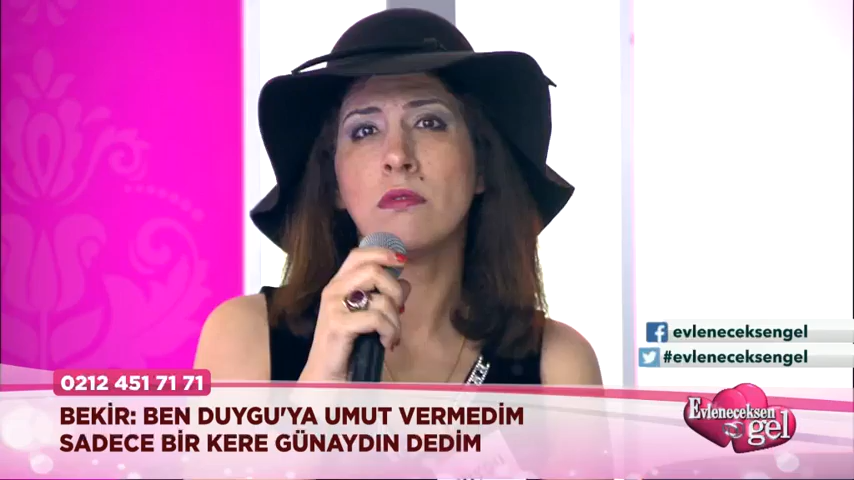 evleneceksengel
#evleneceksengel
0212 451 71 71
BEKİR: BEN DUYGU'YA UMUT VERMEDİM
SADECE BİR KERE GÜNAYDIN DEDİM
Evleneceksen
gel